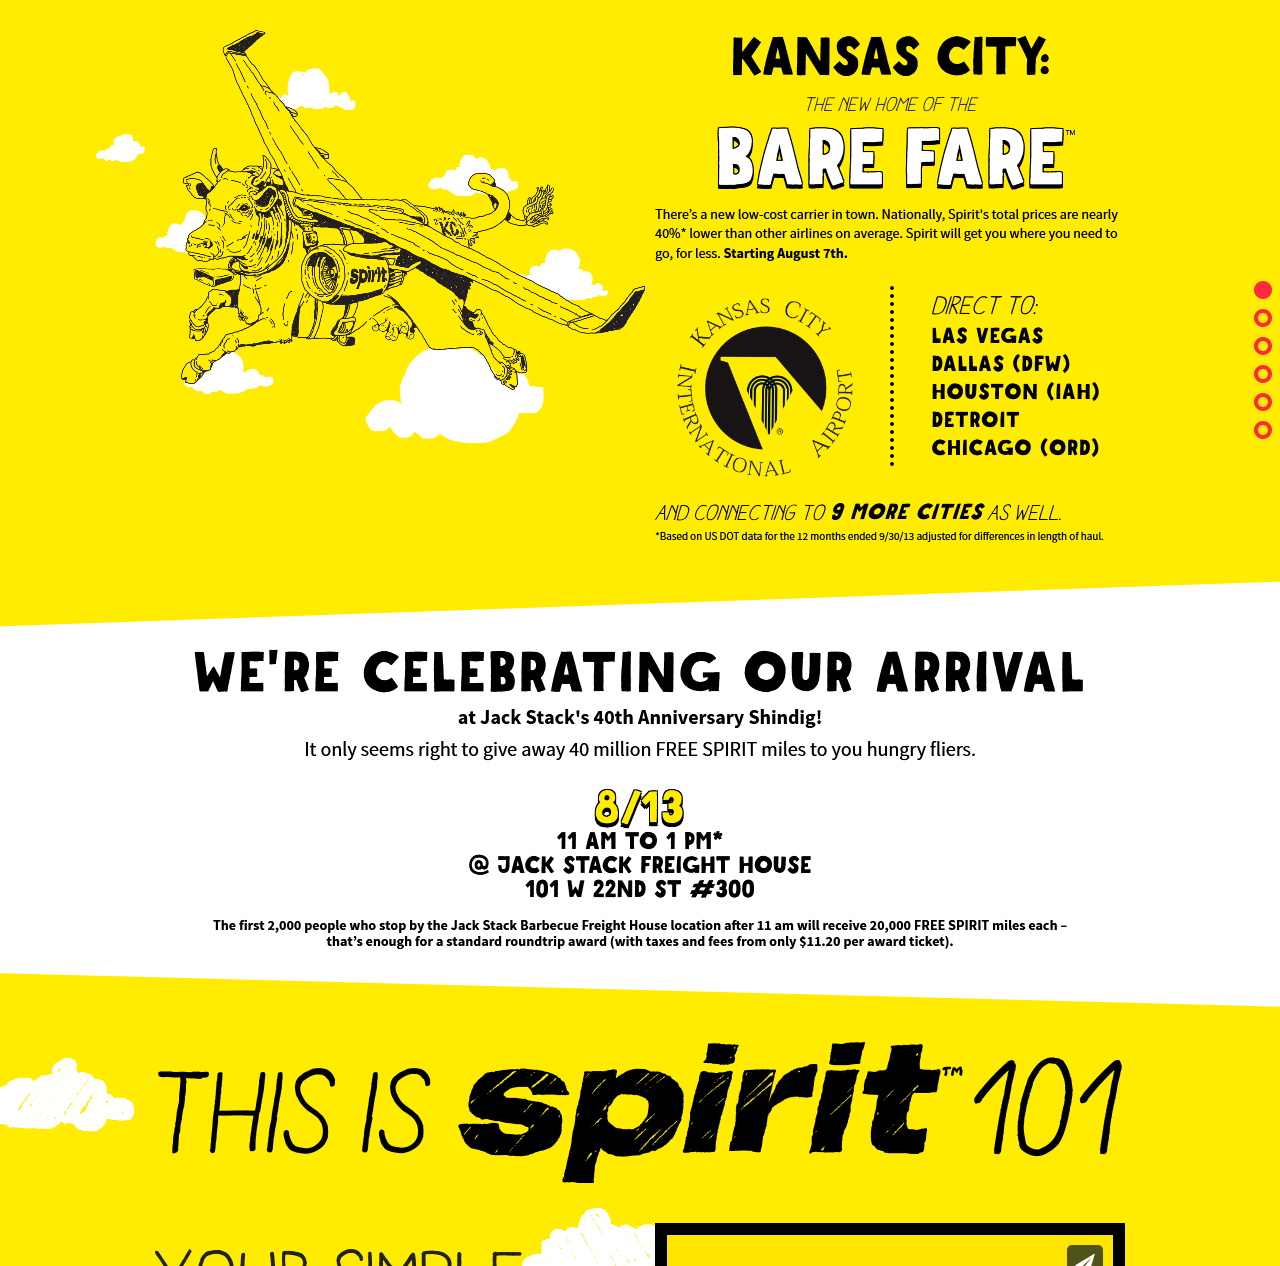 KANSAS CITY:
THE NEW HOME OF THE
BARE FARE™
There’s a new low-cost carrier in town. Nationally, Spirit's total prices are nearly
40%* lower than other airlines on average. Spirit will get you where you need to
go, for less. Starting August 7th.
KC
spirit
KANSAS CITY
INTERNATIONAL AIRPORT
®
DIRECT TO:
LAS VEGAS
DALLAS (DFW)
HOUSTON (IAH)
DETROIT
CHICAGO (ORD)
AND CONNECTING TO 9 MORE CITIES AS WELL.
*Based on US DOT data for the 12 months ended 9/30/13 adjusted for differences in length of haul.
WE'RE CELEBRATING OUR ARRIVAL
at Jack Stack's 40th Anniversary Shindig!
It only seems right to give away 40 million FREE SPIRIT miles to you hungry fliers.
8/13
11 AM TO 1 PM*
@ JACK STACK FREIGHT HOUSE
101 W 22ND ST #300
The first 2,000 people who stop by the Jack Stack Barbecue Freight House location after 11 am will receive 20,000 FREE SPIRIT miles each –
that’s enough for a standard roundtrip award (with taxes and fees from only $11.20 per award ticket).
THIS IS spirit™ 101
YOUR SIMPLE